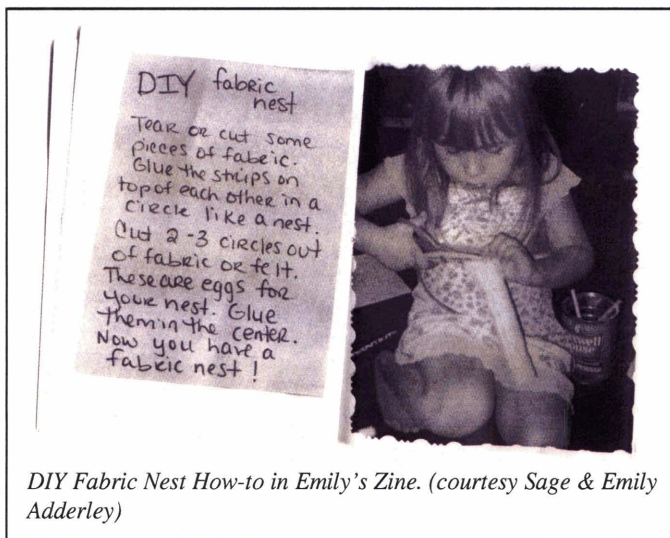 DIY fabric
nest
Tear or cut some
pieces of fabric.
Glue the strips on
top of each other in a
circle like a nest.
Cut 2-3 circles out
of fabric or felt.
These are eggs for
your nest. Glue
them in the center.
Now you have a
fabric nest!
well
DIY Fabric Nest How-to in Emily's Zine. (courtesy Sage & Emily
Adderley)